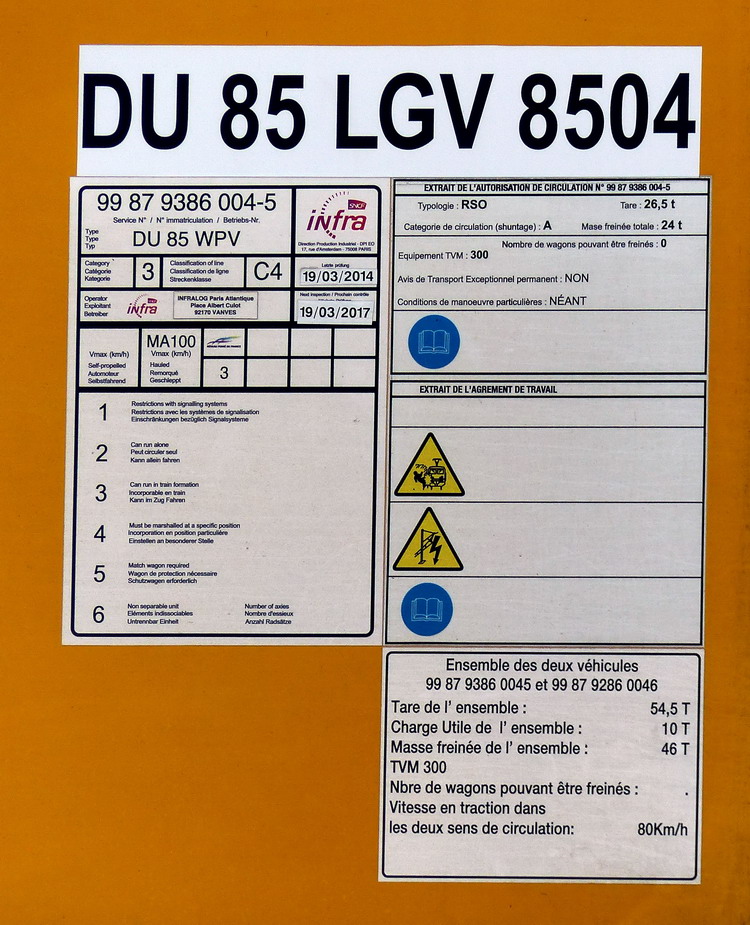 DU 85 LGV 8504
99 87 9386 004-5
Service N° / N° immatriculation / Betriebs-Nr.
Type
Type
Typ
DU 85 WPV
SNCF
infra
Direction Production Industriel - DPI EO
17, rue d'Amsterdam - 75008 PARIS
Category
Catégorie
Kategorie
3
Classification of line
Classification de ligne
Streckenklasse
C4
Letzte prüfung
19/03/2014
Operator
Exploitant
Betreiber
infra
INFRALOG Paris Atlantique
Place Albert Culot
92170 VANVES
Next inspection / Prochain contrôle
19/03/2017
Vmax (km/h)
Self-propelled
Automoteur
Selbstfahrend
MA100
Vmax (km/h)
Hauled
Remorqué
Geschleppt
3
1
Restrictions with signalling systems
Restrictions avec les systèmes de signalisation
Einschränkungen bezüglich Signalsysteme
2
Can run alone
Peut circuler seul
Kann allein fahren
3
Can run in train formation
Incorporable en train
Kann im Zug Fahren
4
Must be marshalled at a specific position
Incorporation en position particulière
Einstellen an besonderer Stelle
5
Match wagon required
Wagon de protection nécessaire
Schutzwagen erforderlich
6
Non separable unit
Eléments indissociables
Untrennbar Einheit
Number of axies
Nombre d'essieux
Anzahl Radsätze
EXTRAIT DE L'AUTORISATION DE CIRCULATION N° 99 87 9386 004-5
Typologie : RSO Tare : 26,5 t
Categorie de circulation (shuntage) : A Mase freinée totale : 24 t
Nombre de wagons pouvant être freinés : 0
Equipement TVM : 300
Avis de Transport Exceptionnel permanent : NON
Conditions de manoeuvre particulières : NÉANT
EXTRAIT DE L'AGREMENT DE TRAVAIL
Ensemble des deux véhicules
99 87 9386 0045 et 99 87 9286 0046
Tare de l' ensemble : 54,5 T
Charge Utile de l' ensemble : 10 T
Masse freinée de l' ensemble : 46 T
TVM 300
Nbre de wagons pouvant être freinés : .
Vitesse en traction dans
les deux sens de circulation: 80Km/h